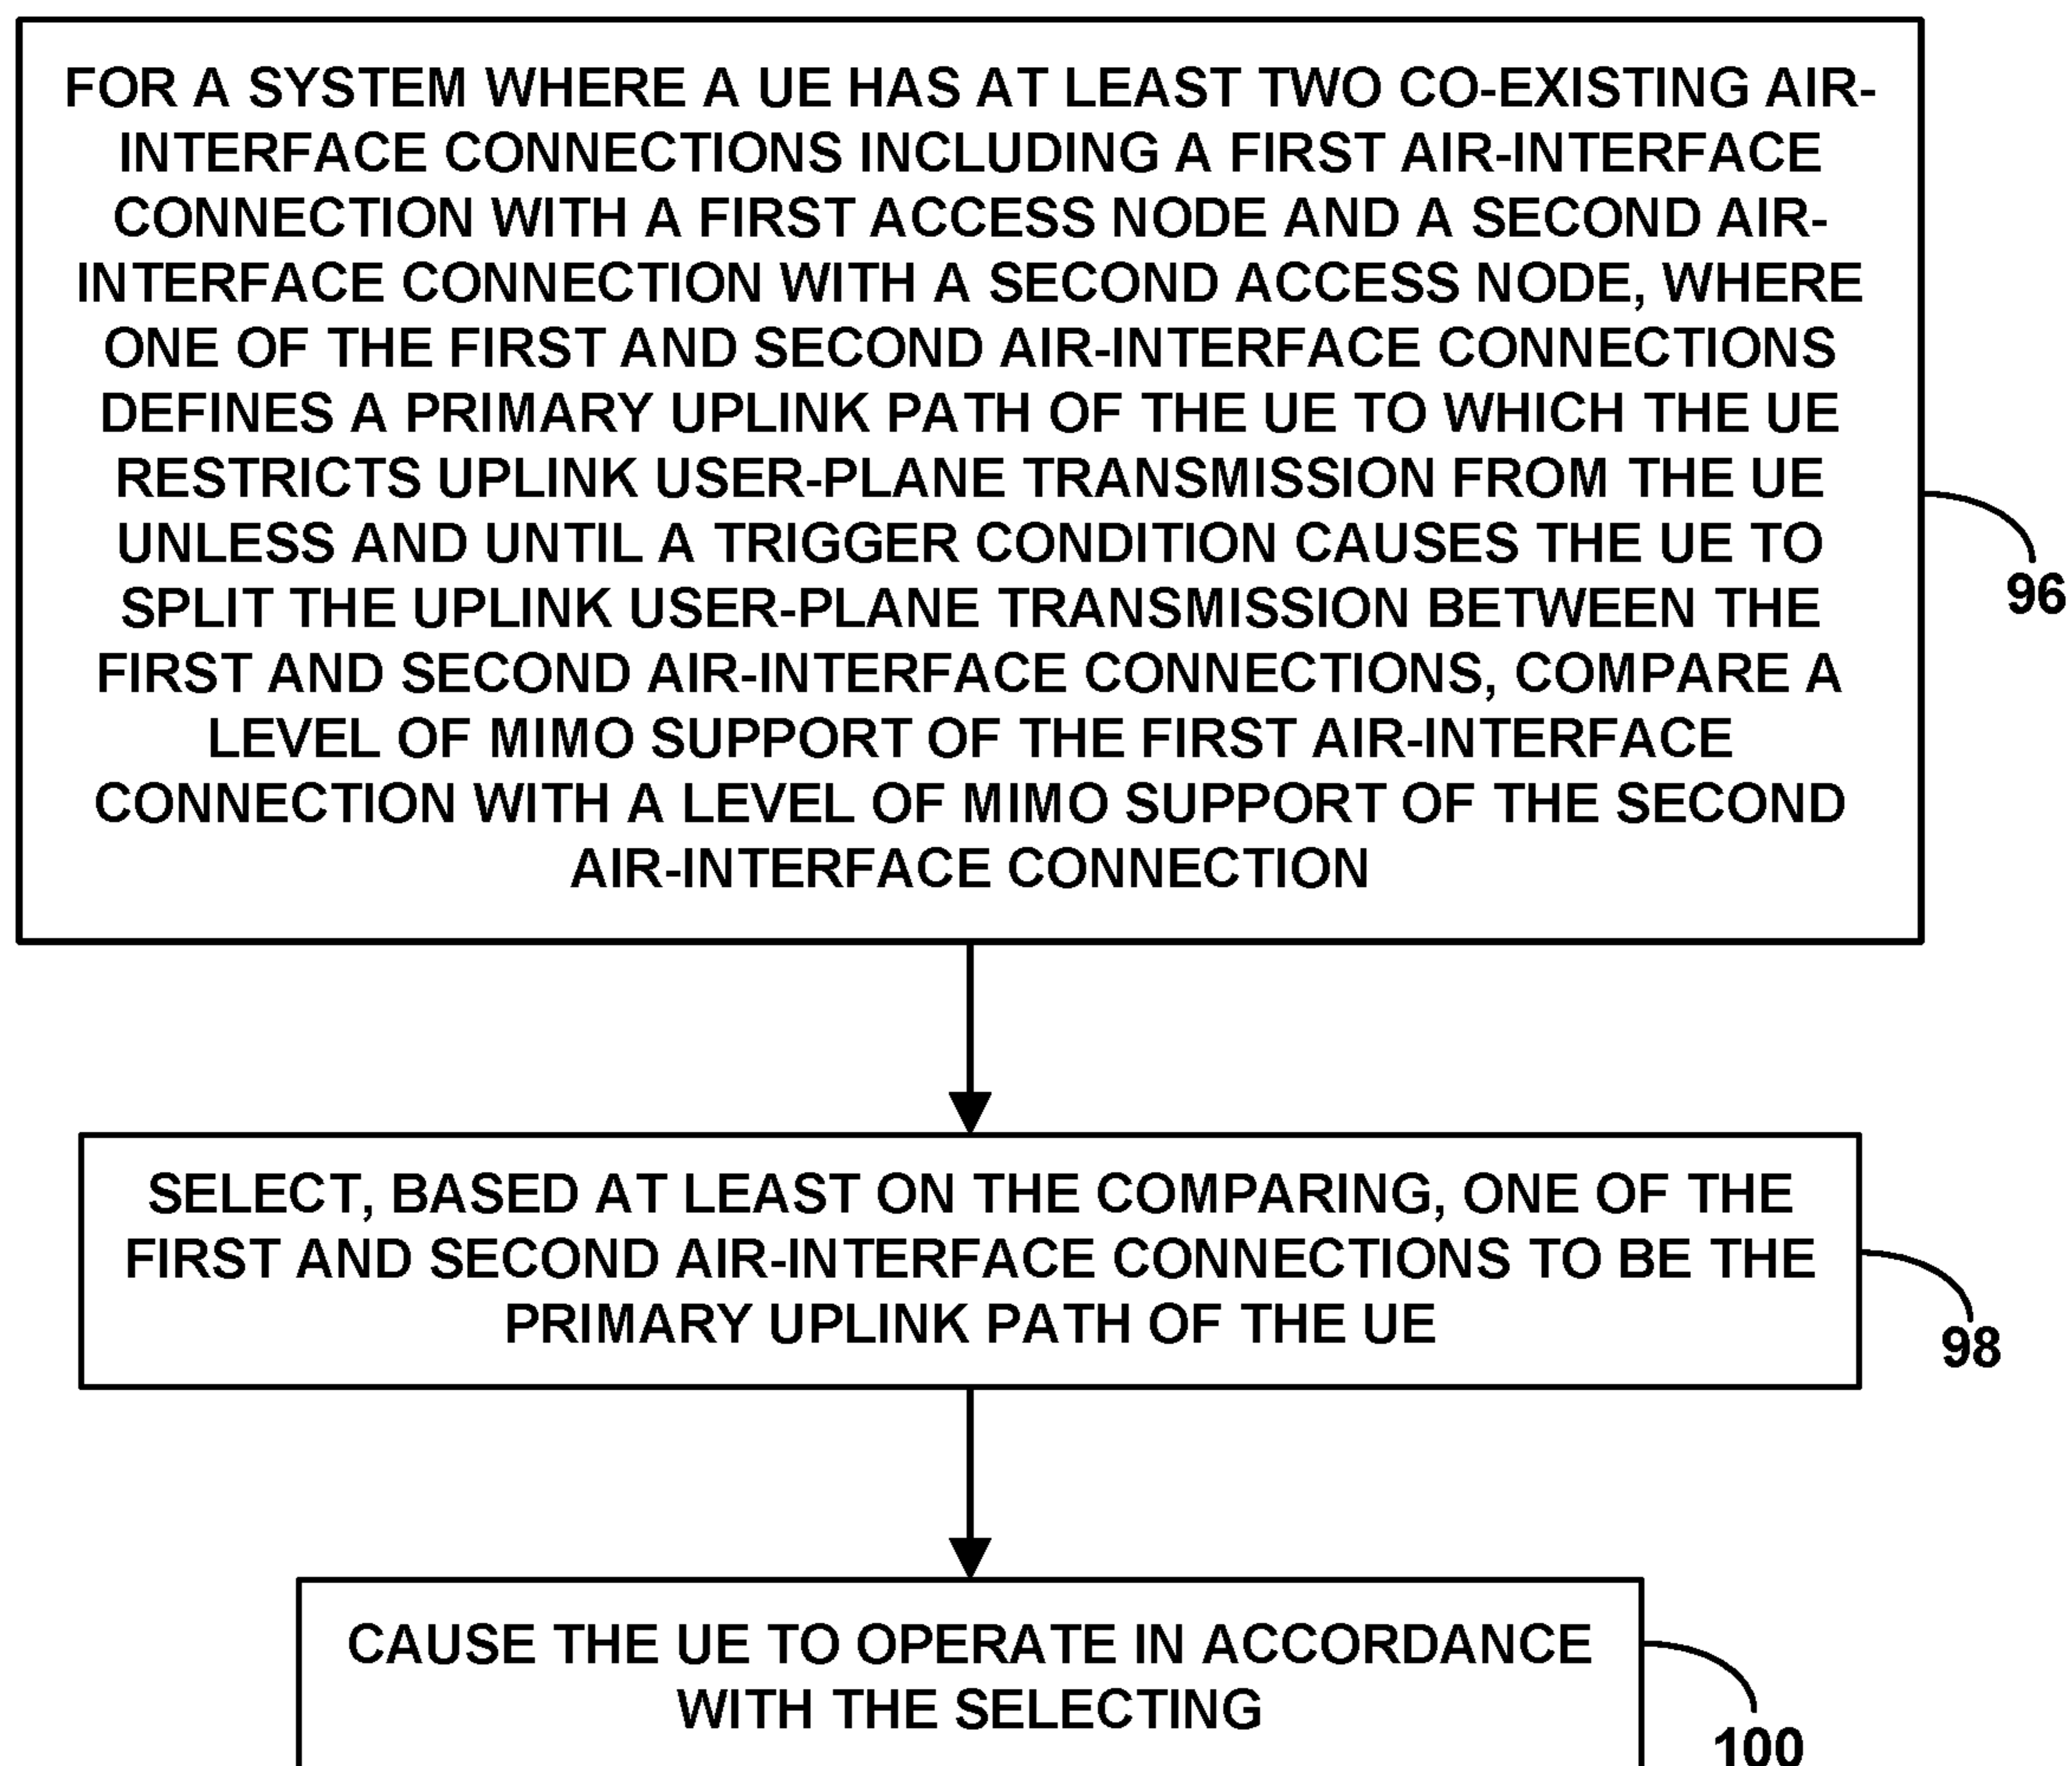 FOR A SYSTEM WHERE A UE HAS AT LEAST TWO CO-EXISTING AIR-
INTERFACE CONNECTIONS INCLUDING A FIRST AIR-INTERFACE
CONNECTION WITH A FIRST ACCESS NODE AND A SECOND AIR-
INTERFACE CONNECTION WITH A SECOND ACCESS NODE, WHERE
ONE OF THE FIRST AND SECOND AIR-INTERFACE CONNECTIONS
DEFINES A PRIMARY UPLINK PATH OF THE UE TO WHICH THE UE
RESTRICTS UPLINK USER-PLANE TRANSMISSION FROM THE UE
UNLESS AND UNTIL A TRIGGER CONDITION CAUSES THE UE TO
SPLIT THE UPLINK USER-PLANE TRANSMISSION BETWEEN THE
FIRST AND SECOND AIR-INTERFACE CONNECTIONS, COMPARE A
LEVEL OF MIMO SUPPORT OF THE FIRST AIR-INTERFACE
CONNECTION WITH A LEVEL OF MIMO SUPPORT OF THE SECOND
AIR-INTERFACE CONNECTION
96
SELECT, BASED AT LEAST ON THE COMPARING, ONE OF THE
FIRST AND SECOND AIR-INTERFACE CONNECTIONS TO BE THE
PRIMARY UPLINK PATH OF THE UE
98
CAUSE THE UE TO OPERATE IN ACCORDANCE
WITH THE SELECTING
100